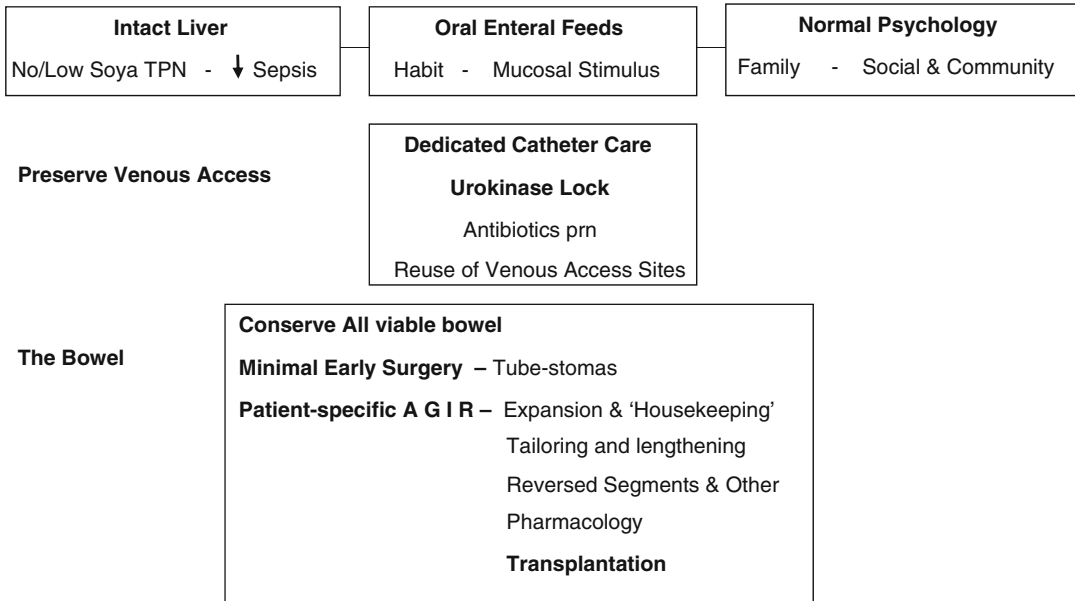 Intact Liver
No/Low Soya TPN - ↓ Sepsis
Oral Enteral Feeds
Habit - Mucosal Stimulus
Normal Psychology
Family - Social & Community
Preserve Venous Access
Dedicated Catheter Care
Urokinase Lock
Antibiotics prn
Reuse of Venous Access Sites
The Bowel
Conserve All viable bowel
Minimal Early Surgery – Tube-stomas
Patient-specific A G I R – Expansion & ‘Housekeeping’
Tailoring and lengthening
Reversed Segments & Other
Pharmacology
Transplantation